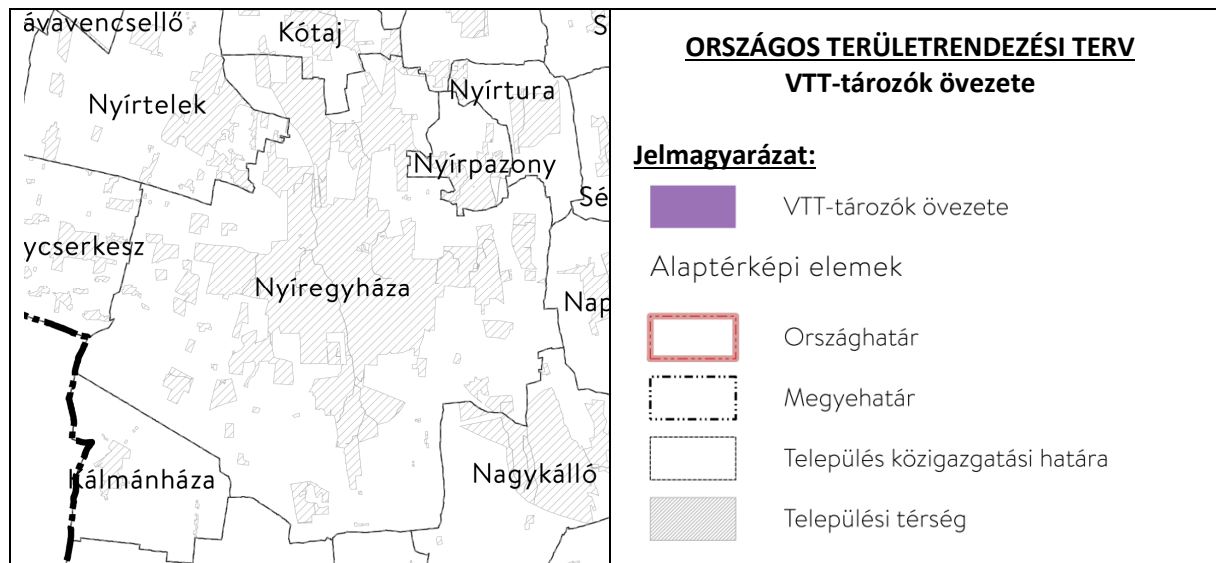 ávavencsellő
Kótaj
S
Nyírtelek
Nyírtura
Nyírpazony
Sé
ycserkesz
Nyíregyháza
Nap
Kálmánháza
Nagykálló
ORSZÁGOS TERÜLETRENDEZÉSI TERV
VTT-tározók övezete
Jelmagyarázat:
VTT-tározók övezete
Alaptérképi elemek
Országhatár
Megyehatár
Település közigazgatási határa
Települési térség